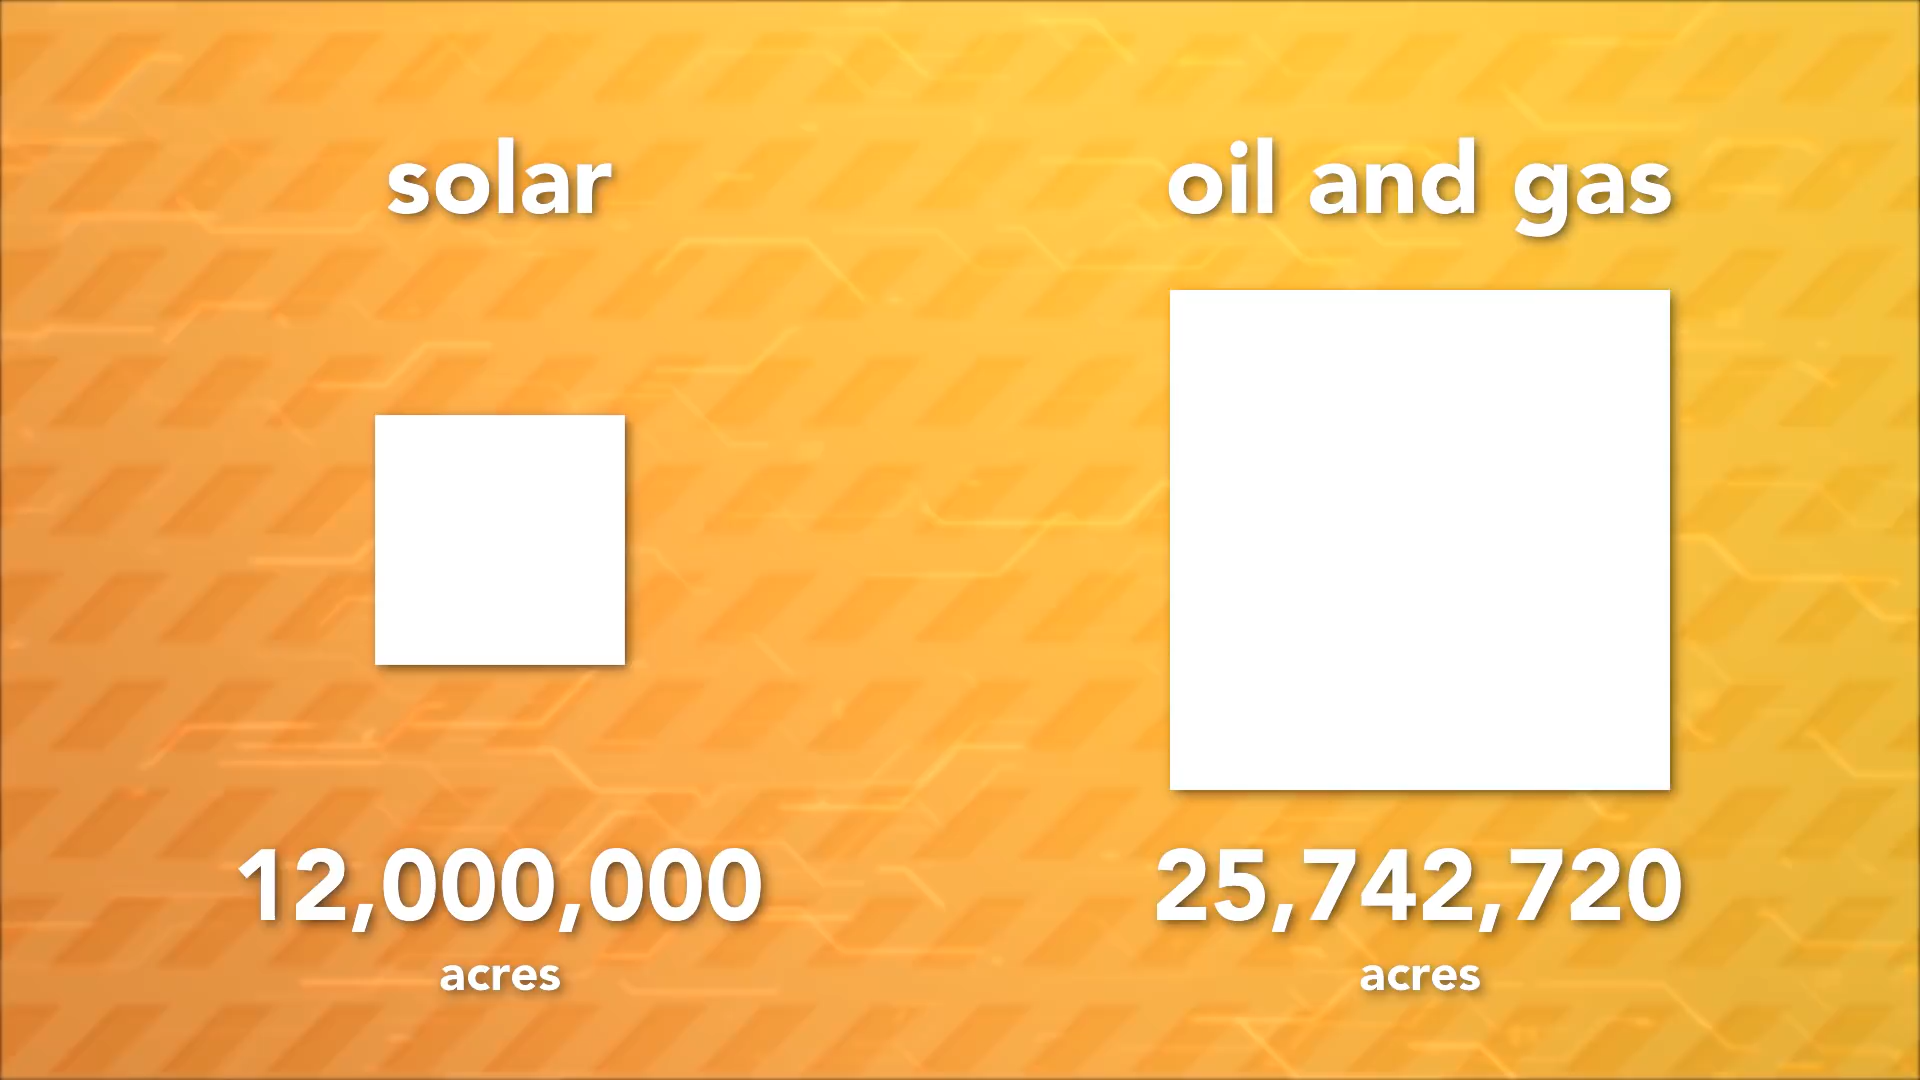 solar
oil and gas
12,000,000
acres
25,742,720
acres